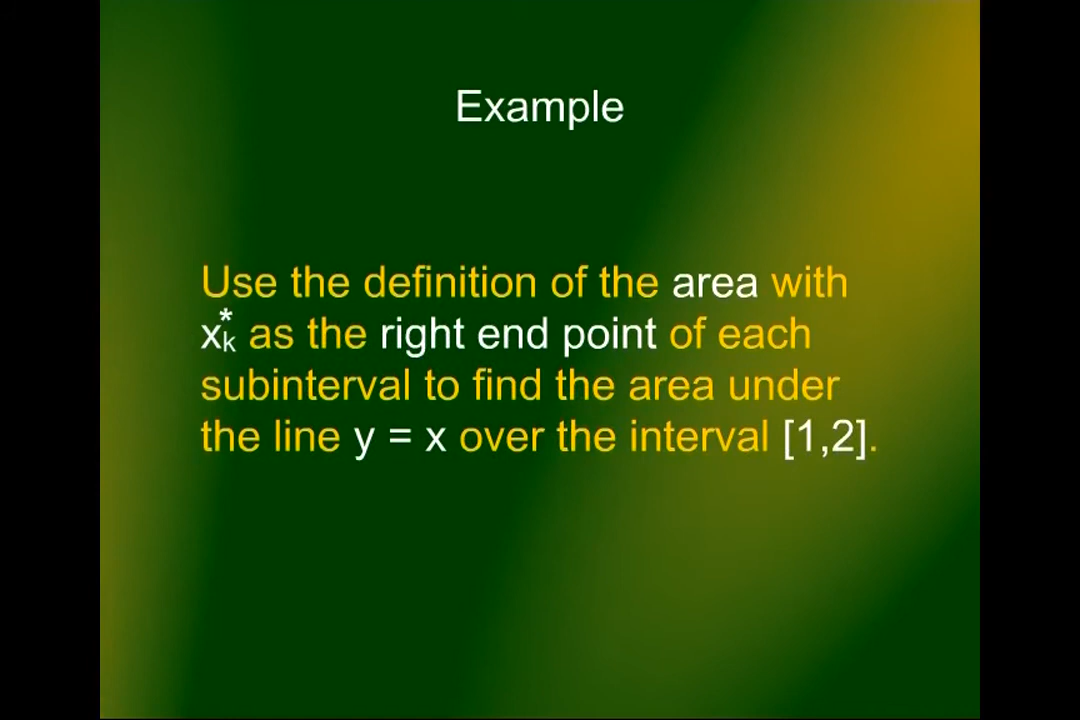 Example
Use the definition of the area with
x*k as the right end point of each
subinterval to find the area under
the line y = x over the interval [1,2].